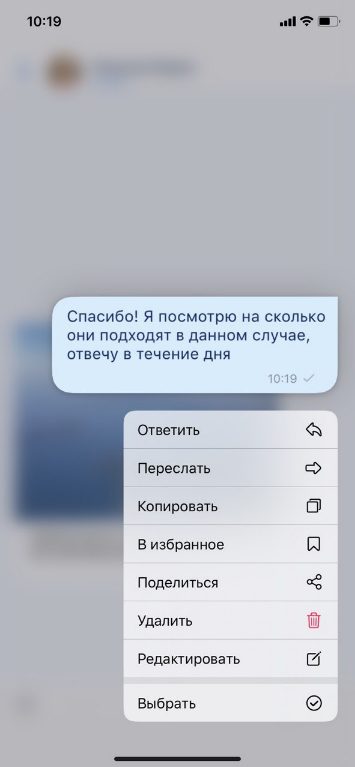 10:19
Спасибо! Я посмотрю на сколько
они подходят в данном случае,
отвечу в течение дня
10:19
Ответить
Переслать
Копировать
В избранное
Поделиться
Удалить
Редактировать
Выбрать